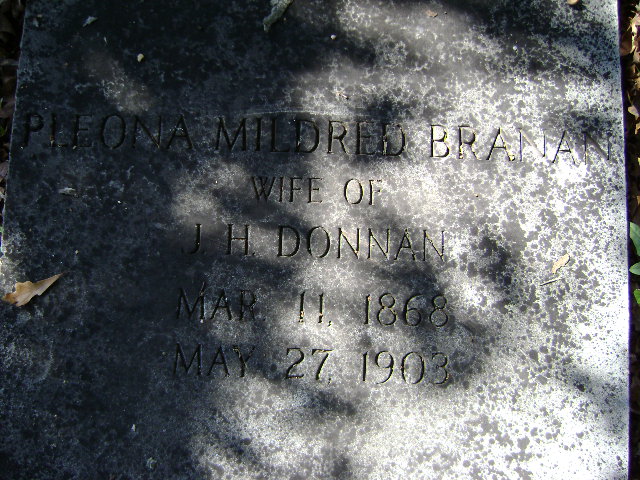 PLEONA MILDRED BRANAN
WIFE OF
J. H. DONNAN
MAR. 11, 1868
MAY 27, 1903